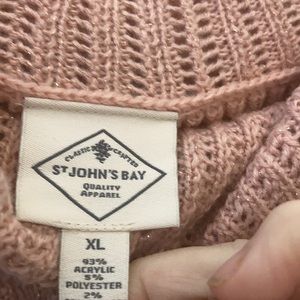 CLASSIC CRAFTED
ST JOHN'S BAY
QUALITY
APPAREL
XL
93%
ACRYLIC
5%
POLYESTER
2%